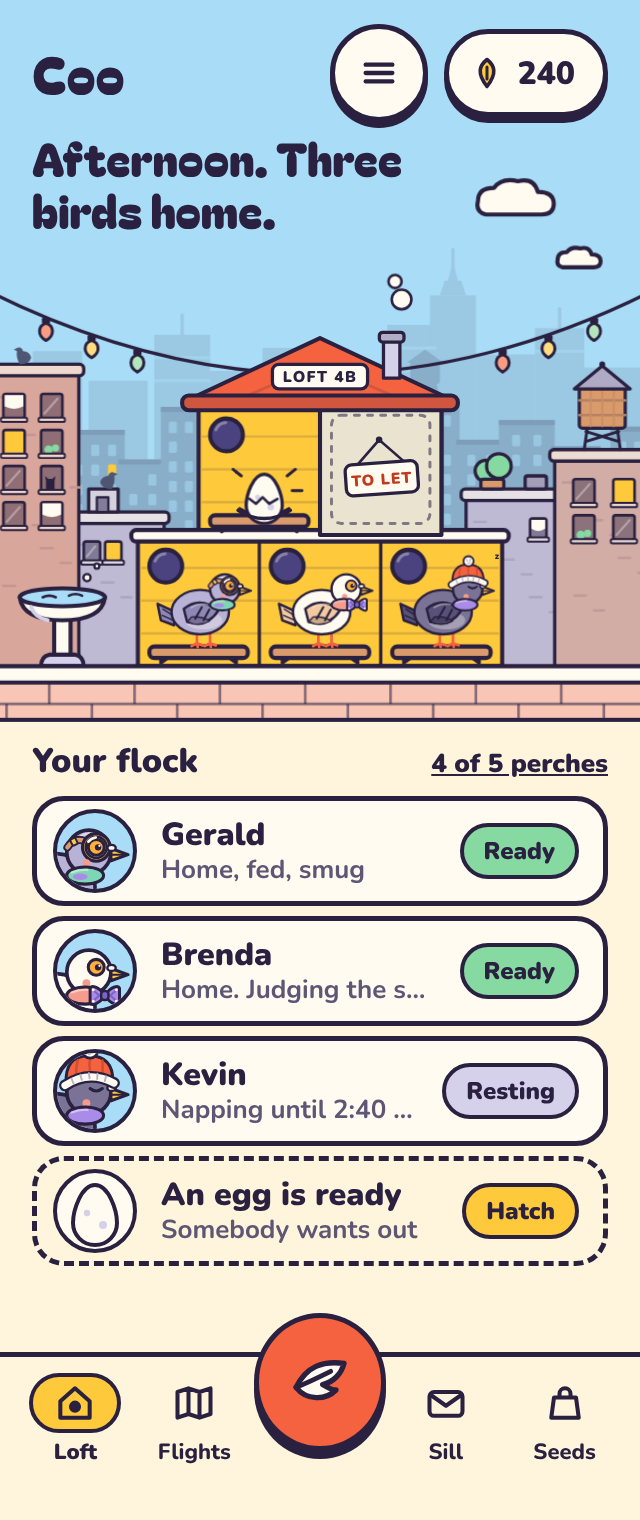 Coo
240
Afternoon. Three
birds home.
LOFT 4B
TO LET
z
Your flock
4 of 5 perches
Gerald
Home, fed, smug
Ready
Brenda
Home. Judging the s...
Ready
Kevin
Napping until 2:40 ...
Resting
An egg is ready
Somebody wants out
Hatch
Loft
Flights
Sill
Seeds